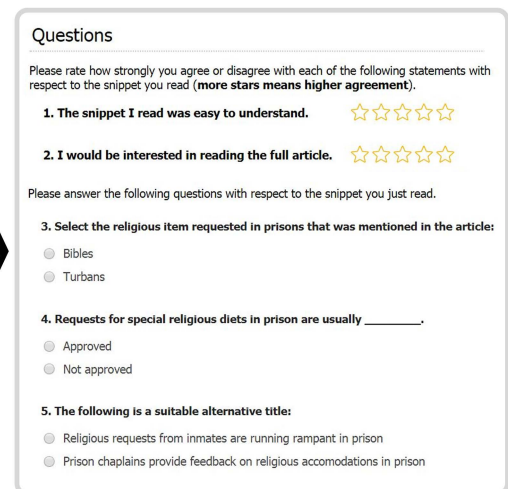 Questions
Please rate how strongly you agree or disagree with each of the following statements with
respect to the snippet you read (more stars means higher agreement).
1. The snippet I read was easy to understand.
2. I would be interested in reading the full article.
Please answer the following questions with respect to the snippet you just read.
3. Select the religious item requested in prisons that was mentioned in the article:
Bibles
Turbans
4. Requests for special religious diets in prison are usually ________.
Approved
Not approved
5. The following is a suitable alternative title:
Religious requests from inmates are running rampant in prison
Prison chaplains provide feedback on religious accomodations in prison